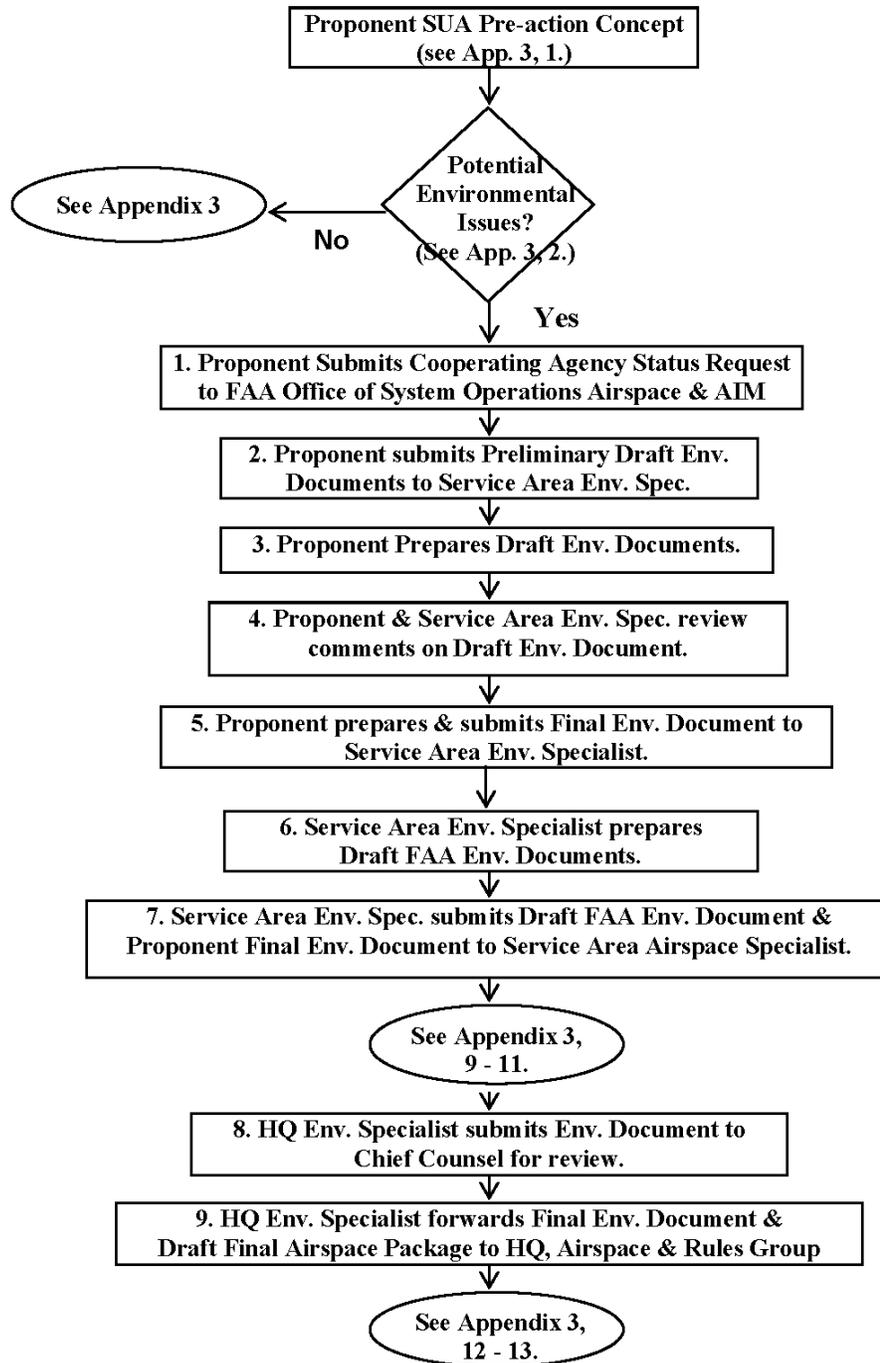 Proponent SUA Pre-action Concept
(see App. 3, 1.)
Potential
Environmental
Issues?
(See App. 3, 2.)
See Appendix 3
No
Yes
1. Proponent Submits Cooperating Agency Status Request
to FAA Office of System Operations Airspace & AIM
2. Proponent submits Preliminary Draft Env.
Documents to Service Area Env. Spec.
3. Proponent Prepares Draft Env. Documents.
4. Proponent & Service Area Env. Spec. review
comments on Draft Env. Document.
5. Proponent prepares & submits Final Env. Document to
Service Area Env. Specialist.
6. Service Area Env. Specialist prepares
Draft FAA Env. Documents.
7. Service Area Env. Spec. submits Draft FAA Env. Document &
Proponent Final Env. Document to Service Area Airspace Specialist.
See Appendix 3,
9 - 11.
8. HQ Env. Specialist submits Env. Document to
Chief Counsel for review.
9. HQ Env. Specialist forwards Final Env. Document &
Draft Final Airspace Package to HQ, Airspace & Rules Group
See Appendix 3,
12 - 13.